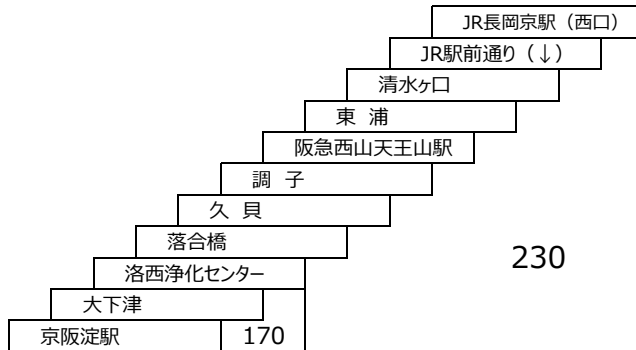 JR長岡京駅（西口）
JR駅前通り（↓）
清水ヶ口
東 浦
阪急西山天王山駅
調 子
久 貝
落合橋
230
洛西浄化センター
大下津
京阪淀駅
170